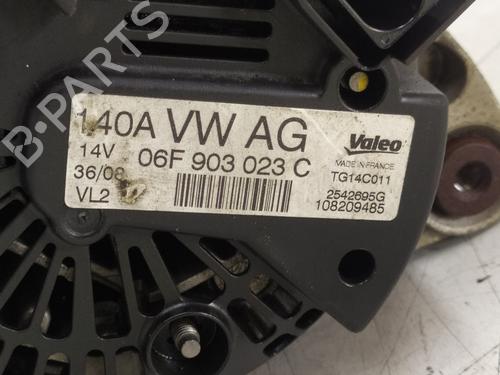 B-PARTS
140A VW AG
14V 06F 903 023 C
36/08
VL2
Valeo
MADE IN FRANCE
TG14C011
2542695G
108209485